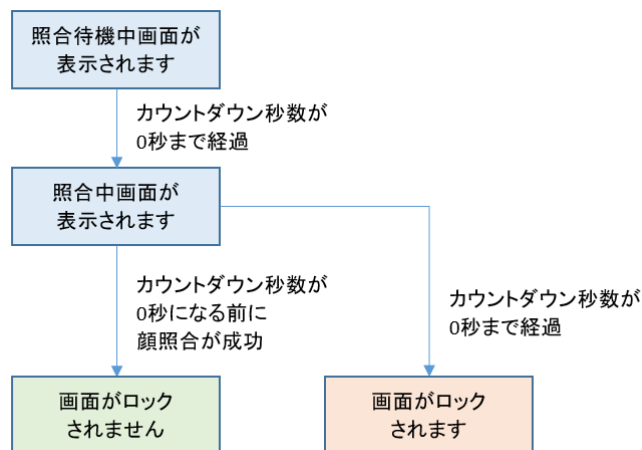 照合待機中画面が
表示されます
カウントダウン秒数が
0秒まで経過
照合中画面が
表示されます
カウントダウン秒数が
0秒になる前に
顔照合が成功
カウントダウン秒数が
0秒まで経過
画面がロック
されません
画面がロック
されます